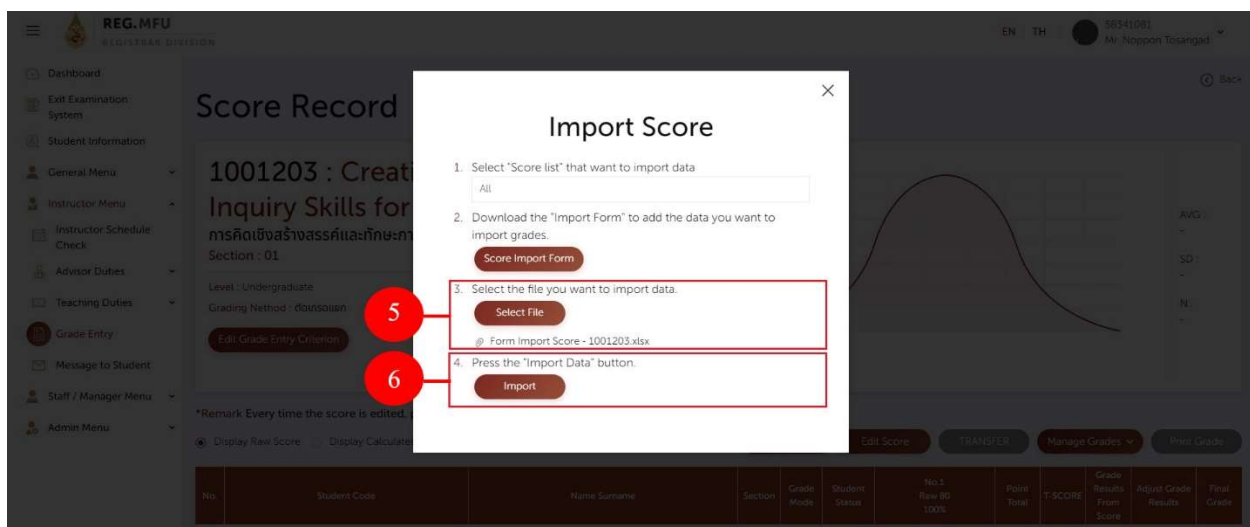 REG.MFU
REGISTRAR DIVISION
EN TH
58341081
Mr. Noppon Tosangad
Dashboard
Exit Examination
System
Student Information
General Menu
Instructor Menu
Instructor Schedule
Check
Advisor Duties
Teaching Duties
Grade Entry
Message to Student
Staff / Manager Menu
Admin Menu
Back
Score Record
1001203 : Creati
Inquiry Skills for
การคิดเชิงสร้างสรรค์และทักษะกา
Section : 01
Level : Undergraduate
Grading Method :
Edit Grade Entry Criterion
AVG :
-
SD :
-
N :
-
Import Score
1. Select "Score list" that want to import data
All
2. Download the "Import Form" to add the data you want to
import grades.
Score Import Form
3. Select the file you want to import data.
Select File
Form Import Score - 1001203.xlsx
4. Press the "Import Data" button.
Import
5
6
*Remark Every time the score is edited,
Display Raw Score Display Calculate
Edit Score TRANSFER Manage Grades Print Grade
No. Student Code Name Surname Section Grade Mode Student Status No.1 Raw 80 100% Point Total T-SCORE Grade Results From Score Adjust Grade Results Final Grade